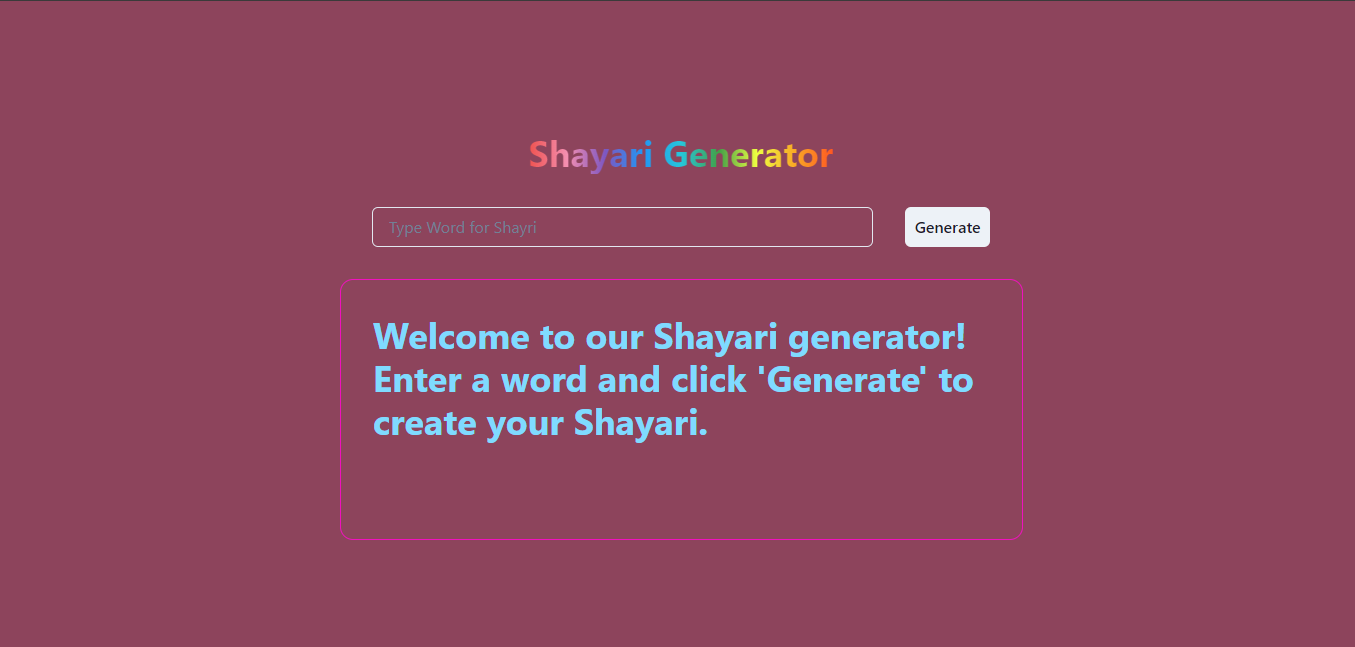 Shayari Generator
Type Word for Shayri
Generate
Welcome to our Shayari generator!
Enter a word and click 'Generate' to
create your Shayari.